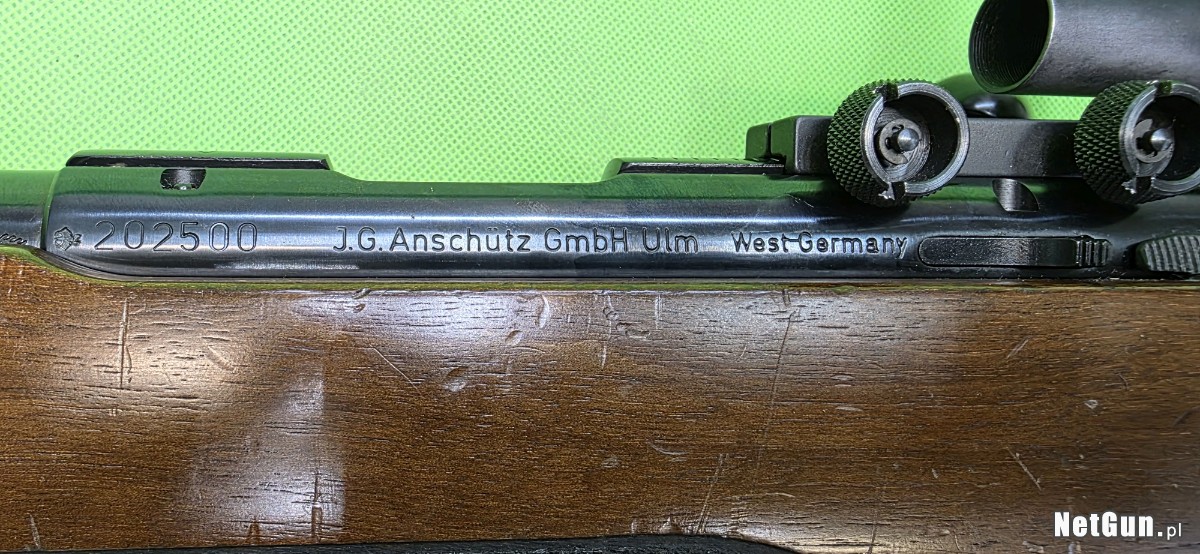 202500 J.G. Anschütz GmbH Ulm West-Germany
NetGun.pl